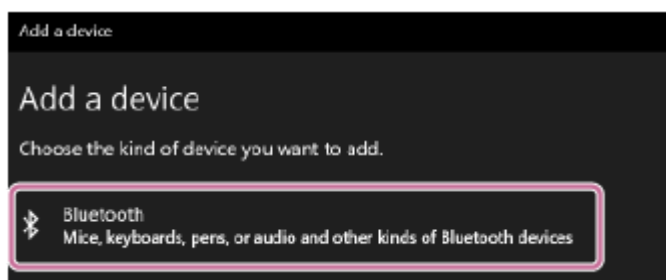 Add a device
Add a device
Choose the kind of device you want to add.
Bluetooth
Mice, keyboards, pens, or audio and other kinds of Bluetooth devices